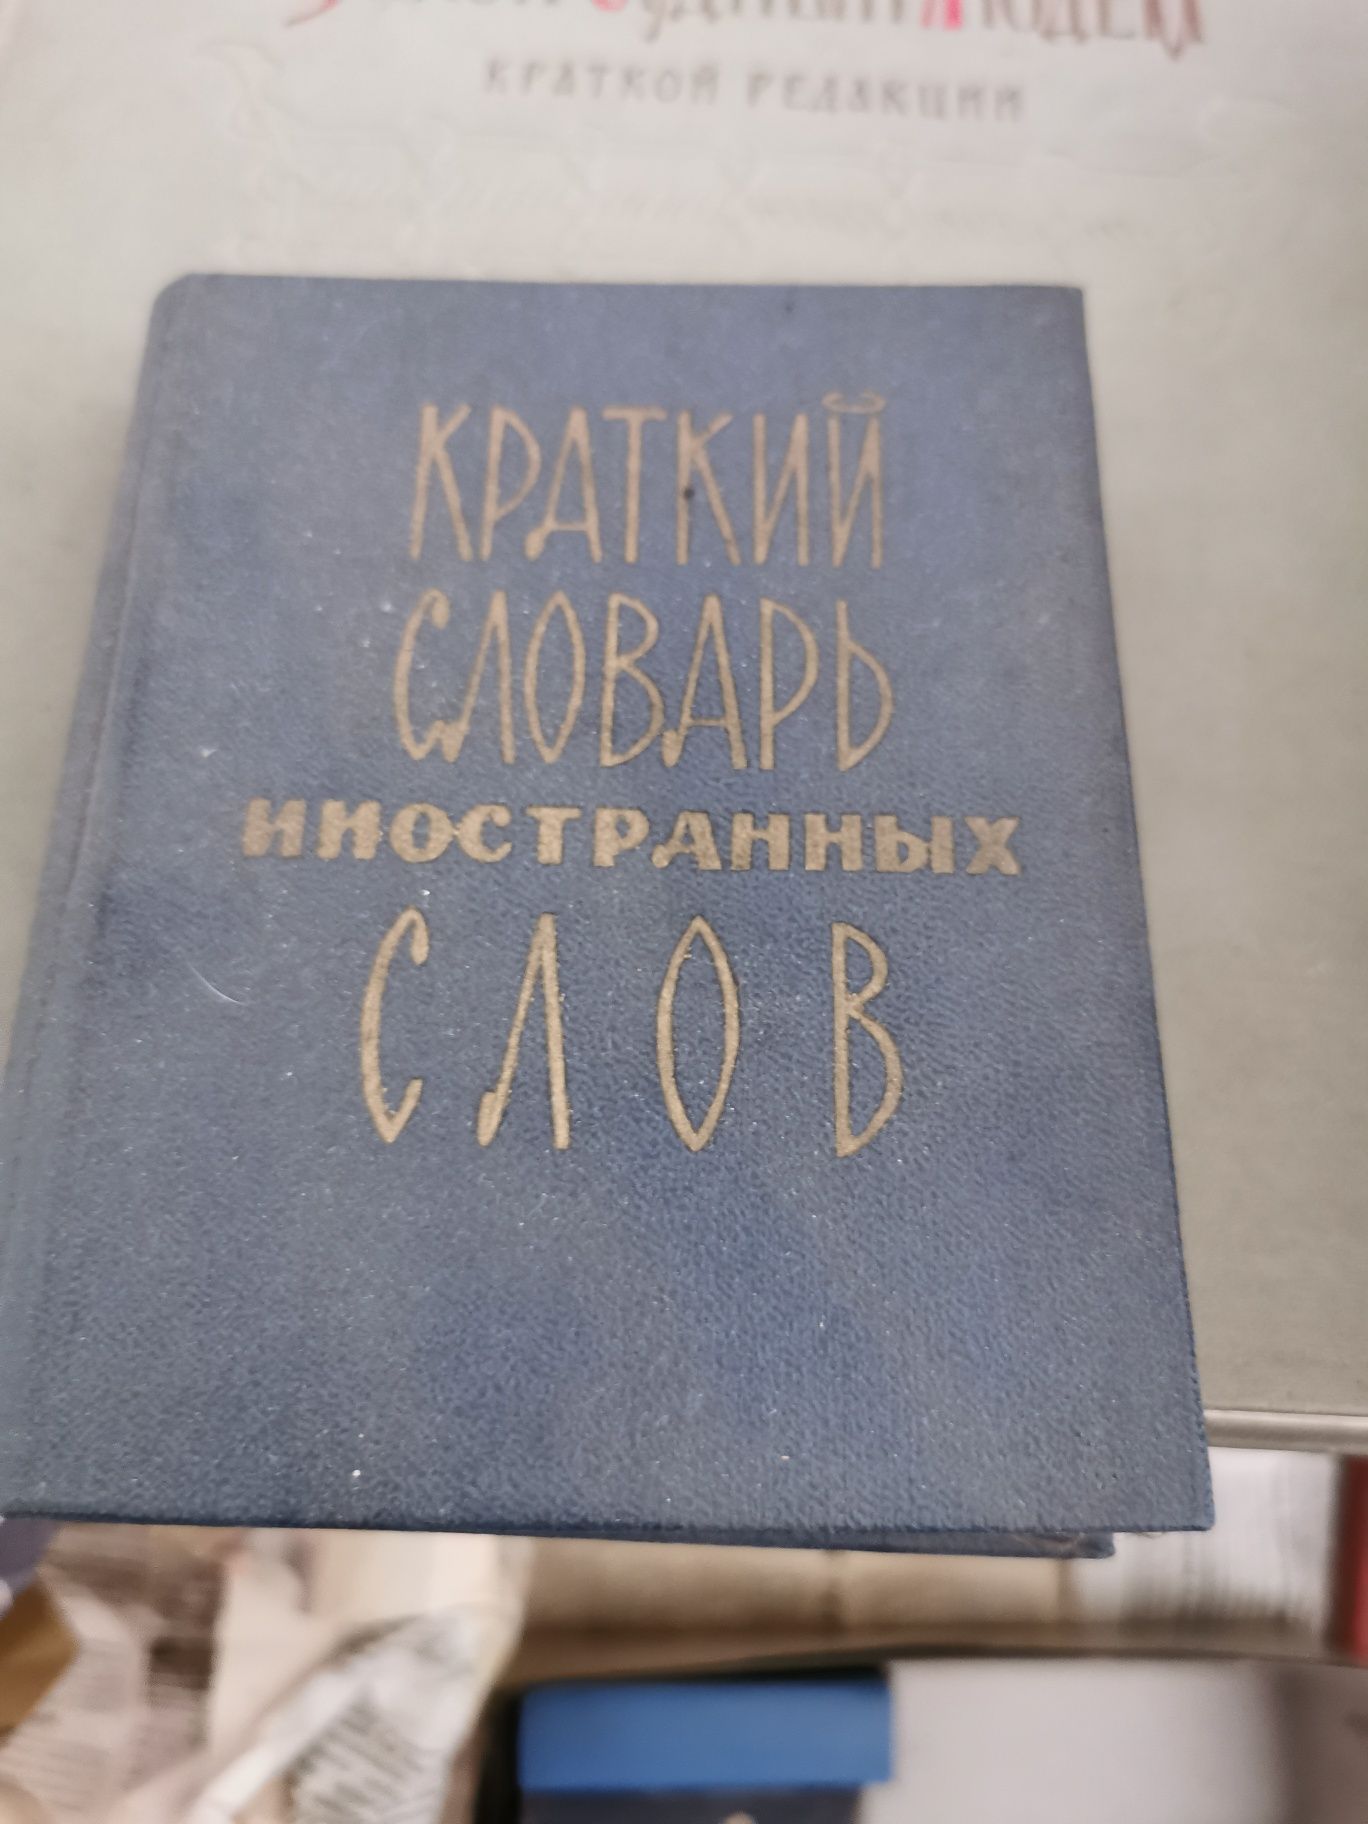 КРАТКОЙ РЕДАКЦИИ
КРАТКИЙ
СЛОВАРЬ
ИНОСТРАННЫХ
СЛОВ